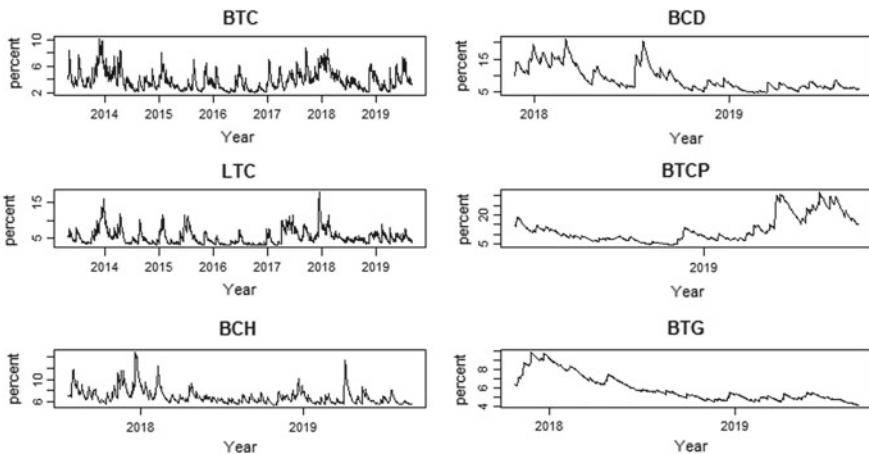 BTC
percent
2 6 10
2014 2015 2016 2017 2018 2019
Year
BCD
percent
5 15
2018 2019
Year
LTC
percent
5 15
2014 2015 2016 2017 2018 2019
Year
BTCP
percent
5 20
2019
Year
BCH
percent
6 10
2018 2019
Year
BTG
percent
4 6 8
2018 2019
Year